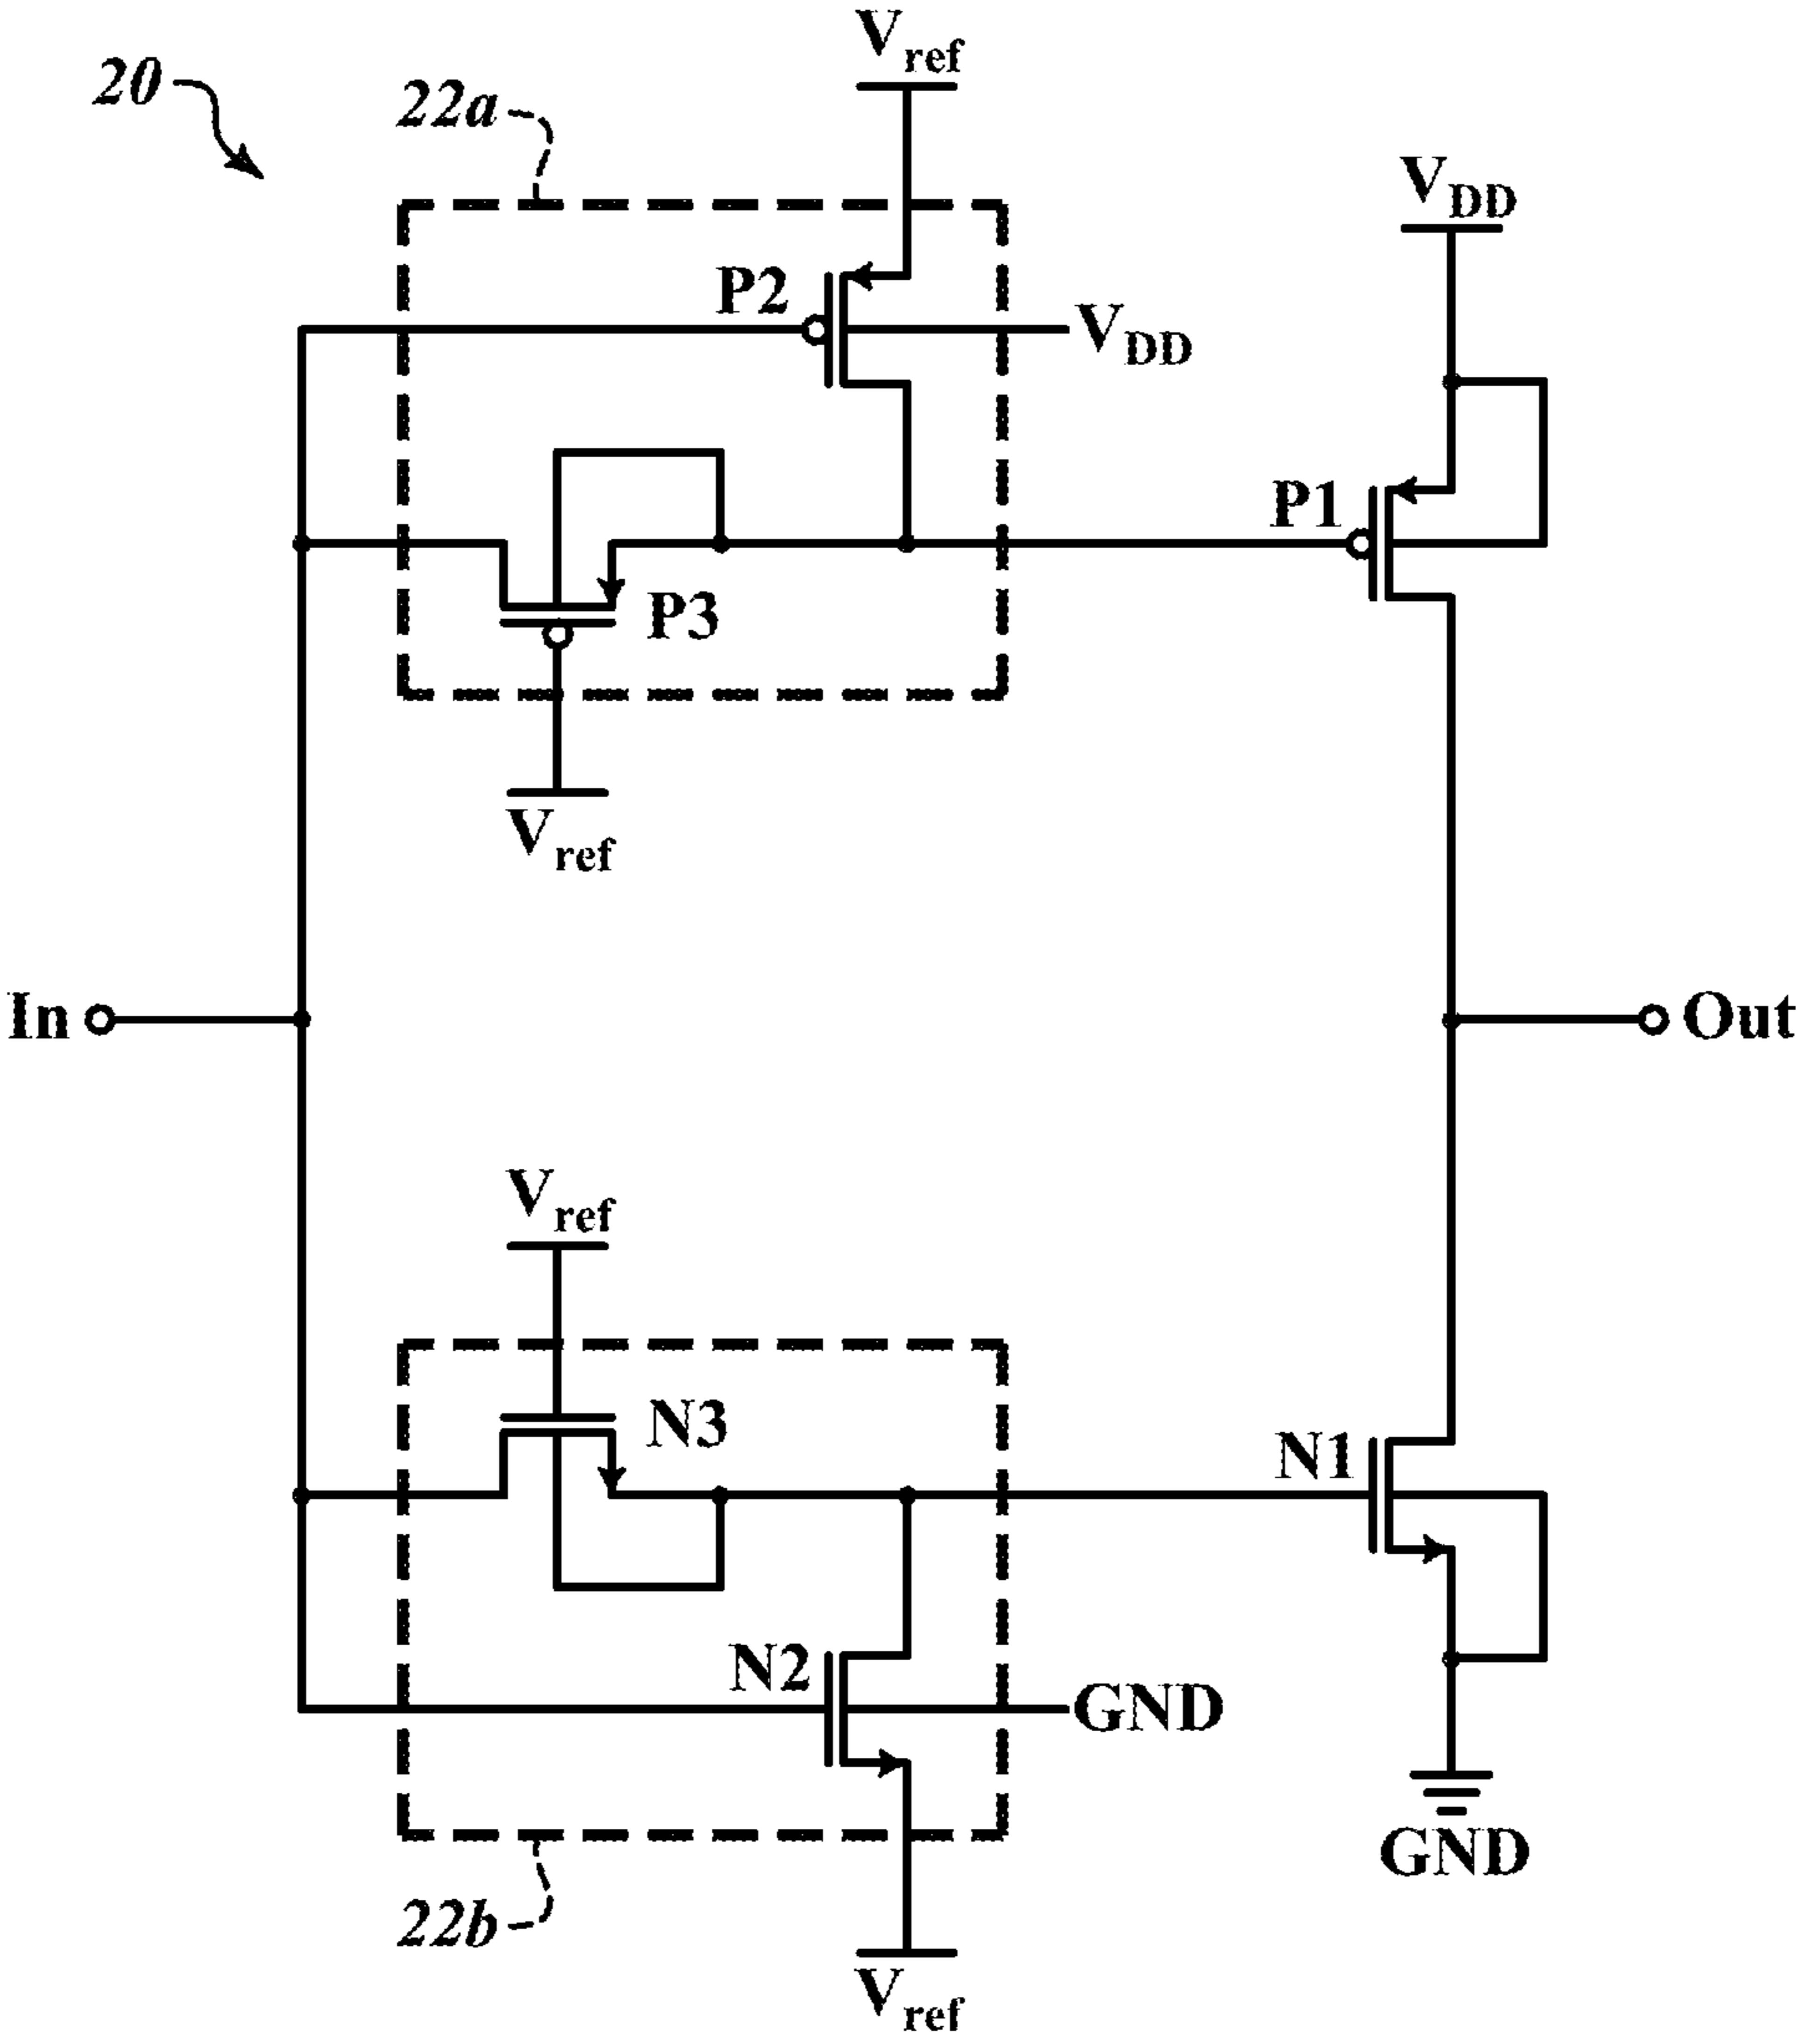 20
22a
Vref
VDD
P2
VDD
P1
P3
Vref
In
Out
Vref
N3
N1
N2
GND
GND
22b
Vref